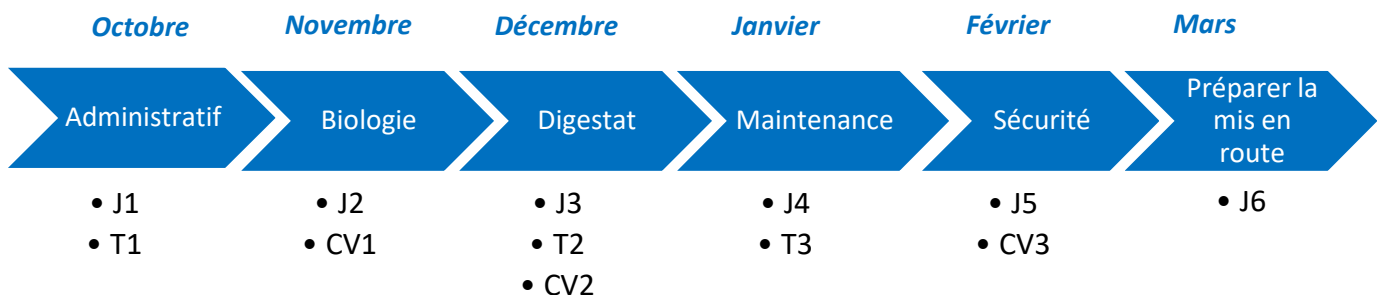 Octobre Novembre Décembre Janvier Février Mars
Administratif
Biologie
Digestat
Maintenance
Sécurité
Préparer la
mis en
route
• J1
• T1
• J2
• CV1
• J3
• T2
• CV2
• J4
• T3
• J5
• CV3
• J6